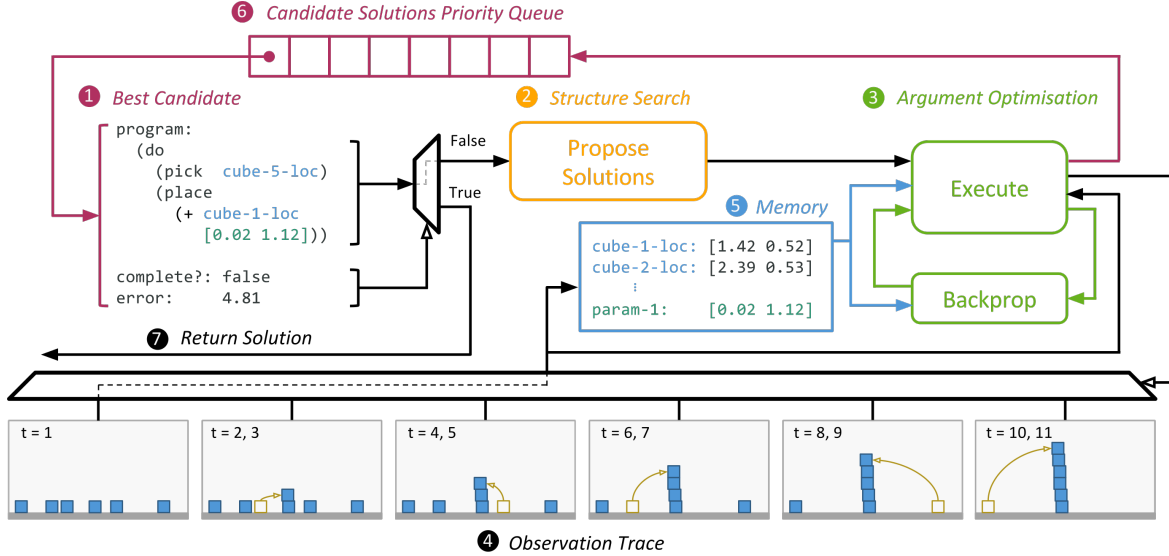 6 Candidate Solutions Priority Queue
1 Best Candidate
program:
(do
(pick cube-5-loc)
(place
(+ cube-1-loc
[0.02 1.12]))
complete?: false
error: 4.81
False
True
2 Structure Search
Propose
Solutions
3 Argument Optimisation
Execute
Backprop
5 Memory
cube-1-loc: [1.42 0.52]
cube-2-loc: [2.39 0.53]
⋮
param-1: [0.02 1.12]
7 Return Solution
t = 1
t = 2, 3
t = 4, 5
t = 6, 7
t = 8, 9
t = 10, 11
4 Observation Trace